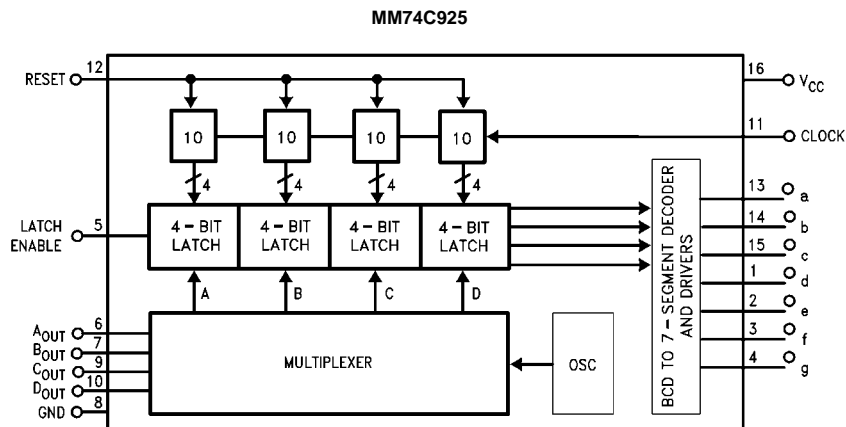 MM74C925
RESET 12
16 VCC
10 10 10 10
11 CLOCK
4 4 4 4
LATCH ENABLE 5
4-BIT LATCH
4-BIT LATCH
4-BIT LATCH
4-BIT LATCH
A B C D
BCD TO 7-SEGMENT DECODER AND DRIVERS
13 a
14 b
15 c
1 d
2 e
3 f
4 g
AOUT 6
BOUT 7
COUT 9
DOUT 10
GND 8
MULTIPLEXER
OSC